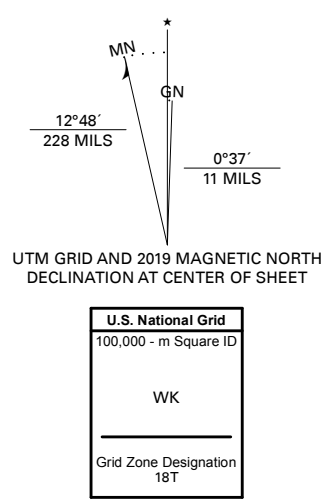 MN
GN
12°48´
228 MILS
0°37´
11 MILS
UTM GRID AND 2019 MAGNETIC NORTH
DECLINATION AT CENTER OF SHEET
U.S. National Grid
100,000 - m Square ID
WK
Grid Zone Designation
18T